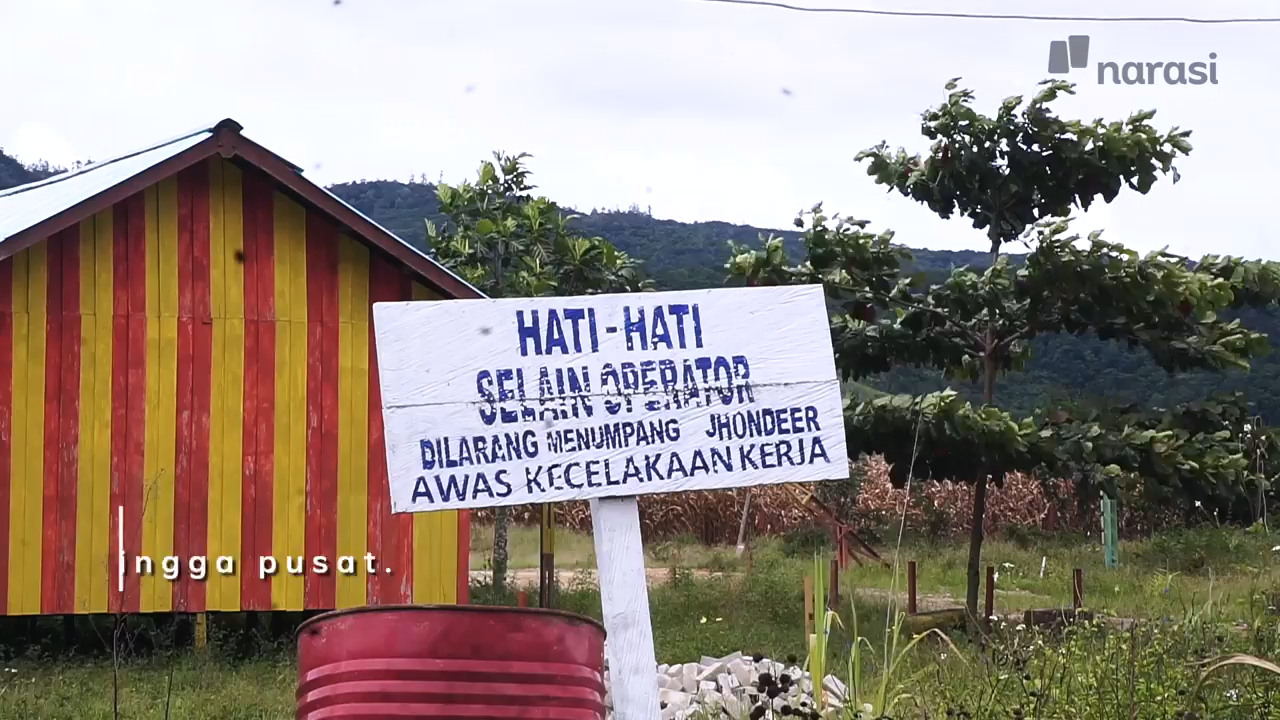 narasi
HATI-HATI
SELAIN OPERATOR
DILARANG MENUMPANG JHONDEER
AWAS KECELAKAAN KERJA
ngga pusat.